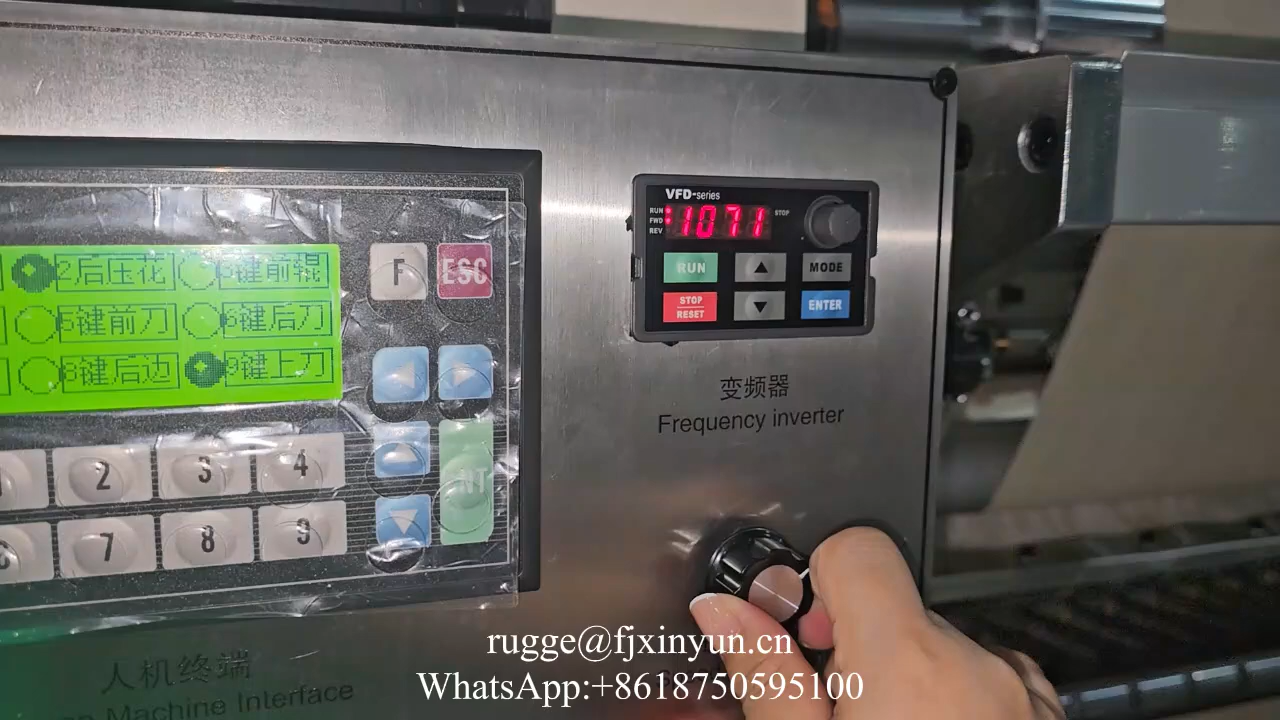 VFD-series
RUN
FWD
REV
1071
STOP
RUN
▲
MODE
STOP
RESET
▼
ENTER
变频器
Frequency inverter
2后压花
3键前辊
5键前刀
6键后刀
8键后边
9键上刀
F
ESC
2
3
4
7
8
9
人机终端
Machine Interface
rugge@fjxinyun.cn
WhatsApp:+8618750595100